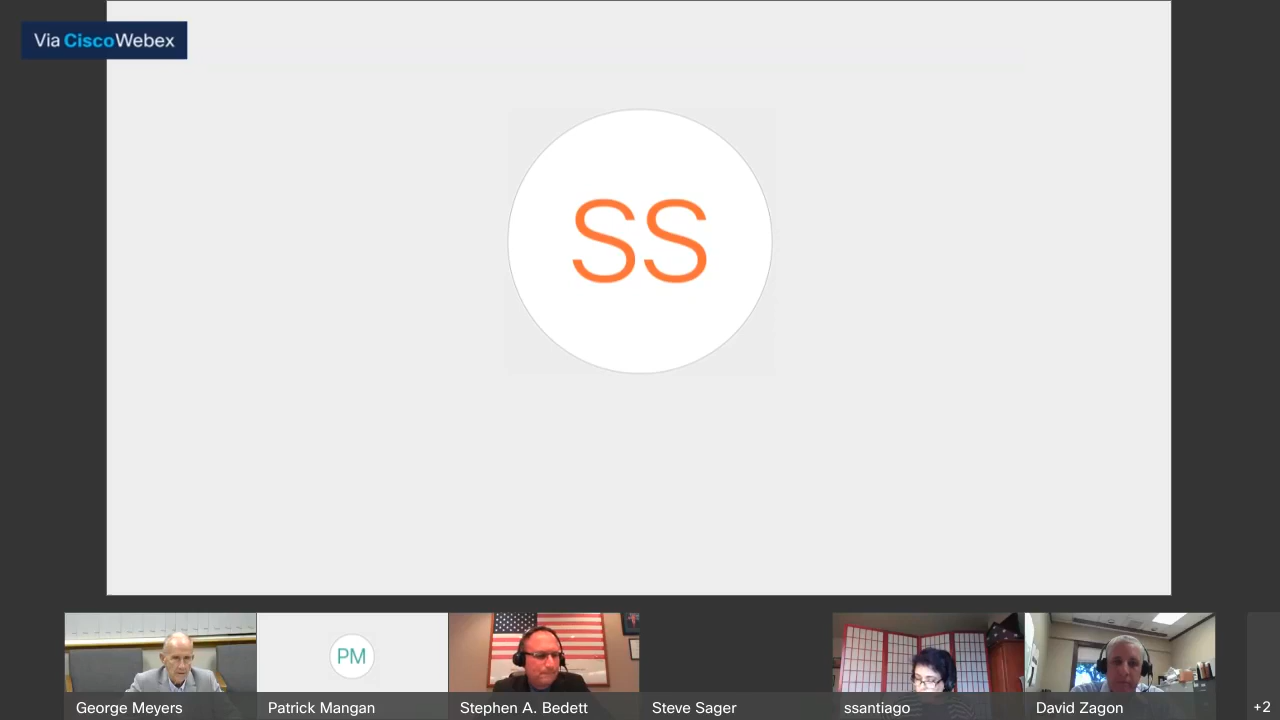 Via CiscoWebex
SS
PM
George Meyers
Patrick Mangan
Stephen A. Bedett
Steve Sager
ssantiago
David Zagon
+2